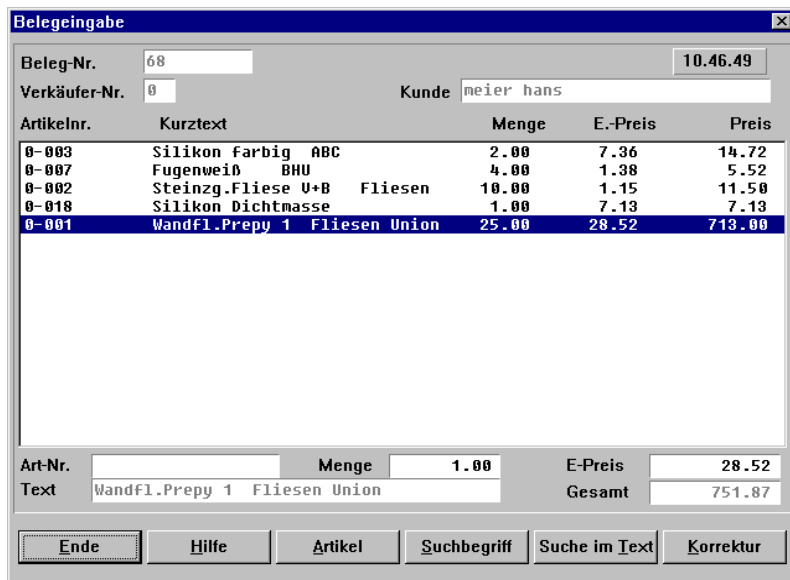 Belegeingabe
Beleg-Nr. 68 10.46.49
Verkäufer-Nr. 0 Kunde meier hans
Artikelnr. Kurztext Menge E.-Preis Preis
0-003 Silikon farbig ABC 2.00 7.36 14.72
0-007 Fugenweiß BHU 4.00 1.38 5.52
0-002 Steinzg.Fliese V+B Fliesen 10.00 1.15 11.50
0-018 Silikon Dichtmasse 1.00 7.13 7.13
0-001 Wandfl.Prepy 1 Fliesen Union 25.00 28.52 713.00
Art-Nr. Menge 1.00 E-Preis 28.52
Text Wandfl.Prepy 1 Fliesen Union Gesamt 751.87
Ende Hilfe Artikel Suchbegriff Suche im Text Korrektur